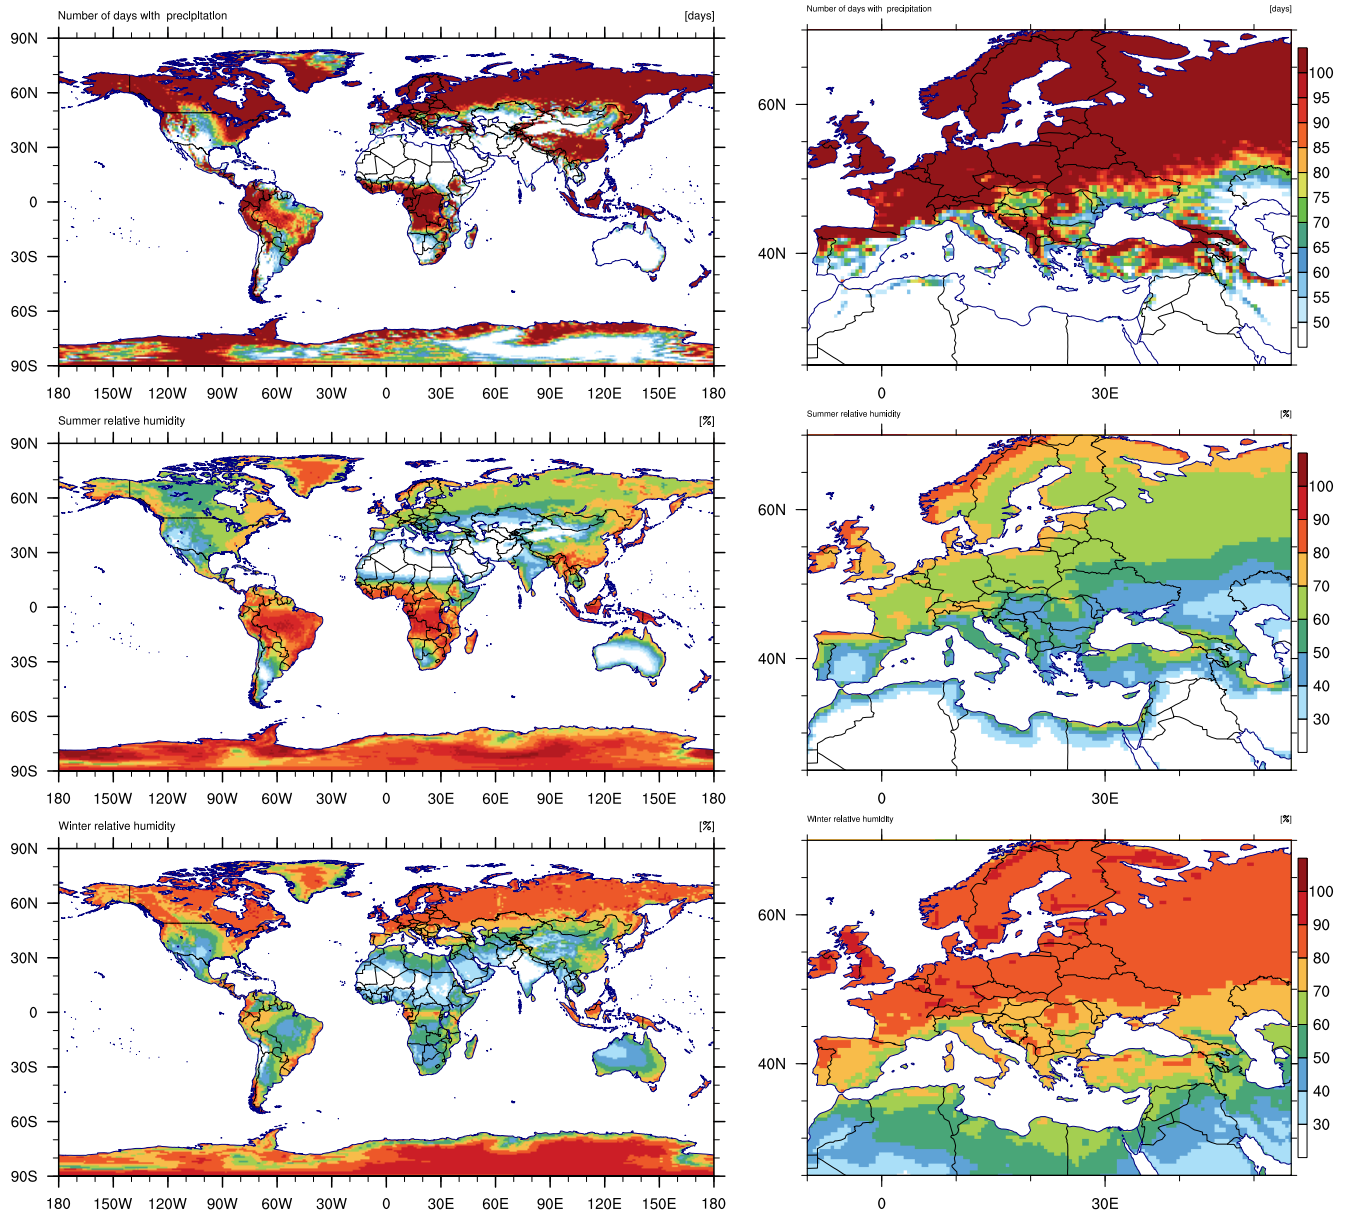 Number of days with precipitation [days]
90N
60N
30N
0
30S
60S
90S
180 150W 120W 90W 60W 30W 0 30E 60E 90E 120E 150E 180
Number of days with precipitation [days]
60N
40N
0 30E
100
95
90
85
80
75
70
65
60
55
50
Summer relative humidity [%]
90N
60N
30N
0
30S
60S
90S
180 150W 120W 90W 60W 30W 0 30E 60E 90E 120E 150E 180
Summer relative humidity [%]
60N
40N
0 30E
100
90
80
70
60
50
40
30
Winter relative humidity [%]
90N
60N
30N
0
30S
60S
90S
180 150W 120W 90W 60W 30W 0 30E 60E 90E 120E 150E 180
Winter relative humidity [%]
60N
40N
0 30E
100
90
80
70
60
50
40
30